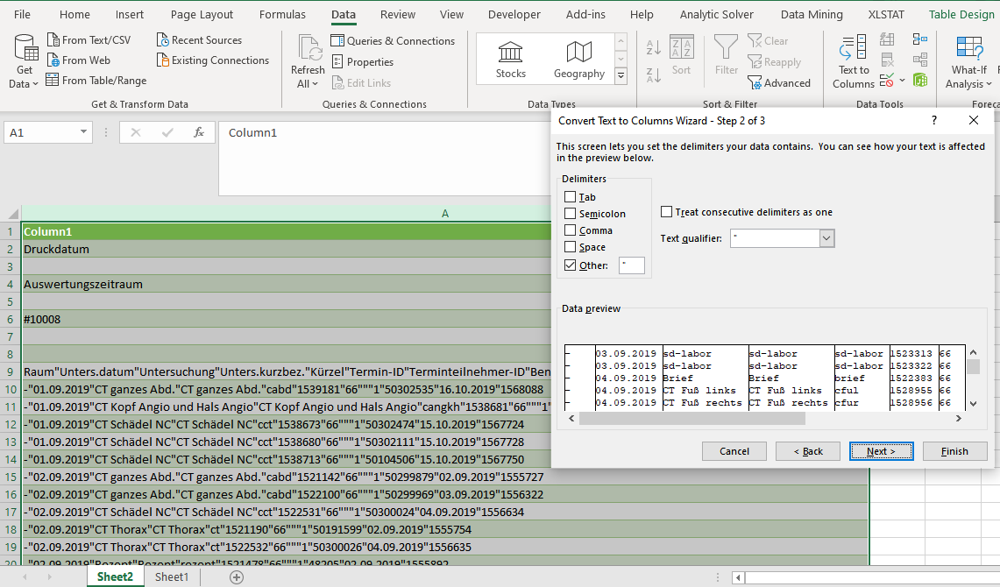 File Home Insert Page Layout Formulas Data Review View Developer Add-ins Help Analytic Solver Data Mining XLSTAT Table Design
Get Data
From Text/CSV
From Web
From Table/Range
Recent Sources
Existing Connections
Get & Transform Data
Refresh All
Queries & Connections
Properties
Edit Links
Queries & Connections
Stocks
Geography
Data Types
A Z
Z A
Z A
A Z
Sort
Filter
Clear
Reapply
Advanced
Sort & Filter
Text to Columns
Data Tools
What-If Analysis
Foreca
A1
fx
Column1
A
1 Column1
2 Druckdatum
3
4 Auswertungszeitraum
5
6 #10008
7
8
9 Raum"Unters.datum"Untersuchung"Unters.kurzbez."Kürzel"Termin-ID"Terminteilnehmer-ID"Ben
10 -"01.09.2019"CT ganzes Abd."CT ganzes Abd."cabd"1539181"66"""1"50302535"16.10.2019"1568088
11 -"01.09.2019"CT Kopf Angio und Hals Angio"CT Kopf Angio und Hals Angio"cangkh"1538681"66"""1"
12 -"01.09.2019"CT Schädel NC"CT Schädel NC"cct"1538673"66"""1"50302474"15.10.2019"1567724
13 -"01.09.2019"CT Schädel NC"CT Schädel NC"cct"1538680"66"""1"50302111"15.10.2019"1567728
14 -"01.09.2019"CT Schädel NC"CT Schädel NC"cct"1538713"66"""1"50104506"15.10.2019"1567750
15 -"02.09.2019"CT ganzes Abd."CT ganzes Abd."cabd"1521142"66"""1"50299879"02.09.2019"1555727
16 -"02.09.2019"CT ganzes Abd."CT ganzes Abd."cabd"1522100"66"""1"50299969"03.09.2019"1556322
17 -"02.09.2019"CT Schädel NC"CT Schädel NC"cct"1522531"66"""1"50300024"04.09.2019"1556634
18 -"02.09.2019"CT Thorax"CT Thorax"ct"1521190"66"""1"50191599"02.09.2019"1555754
19 -"02.09.2019"CT Thorax"CT Thorax"ct"1522532"66"""1"50300026"04.09.2019"1556635
20 -"02.09.2019"Rezept"Rezept"rezept"1521478"66"""1"48205"02.09.2019"1555892
Convert Text to Columns Wizard - Step 2 of 3
?
This screen lets you set the delimiters your data contains. You can see how your text is affected
in the preview below.
Delimiters
Tab
Semicolon
Comma
Space
Other: "
Treat consecutive delimiters as one
Text qualifier: "
Data preview
- 03.09.2019 sd-labor sd-labor sd-labor 1523313 66
- 03.09.2019 sd-labor sd-labor sd-labor 1523322 66
- 04.09.2019 Brief Brief brief 1522383 66
- 04.09.2019 CT Fuß links CT Fuß links cful 1528955 66
- 04.09.2019 CT Fuß rechts CT Fuß rechts cfur 1528956 66
Cancel
< Back
Next >
Finish
Sheet2 Sheet1